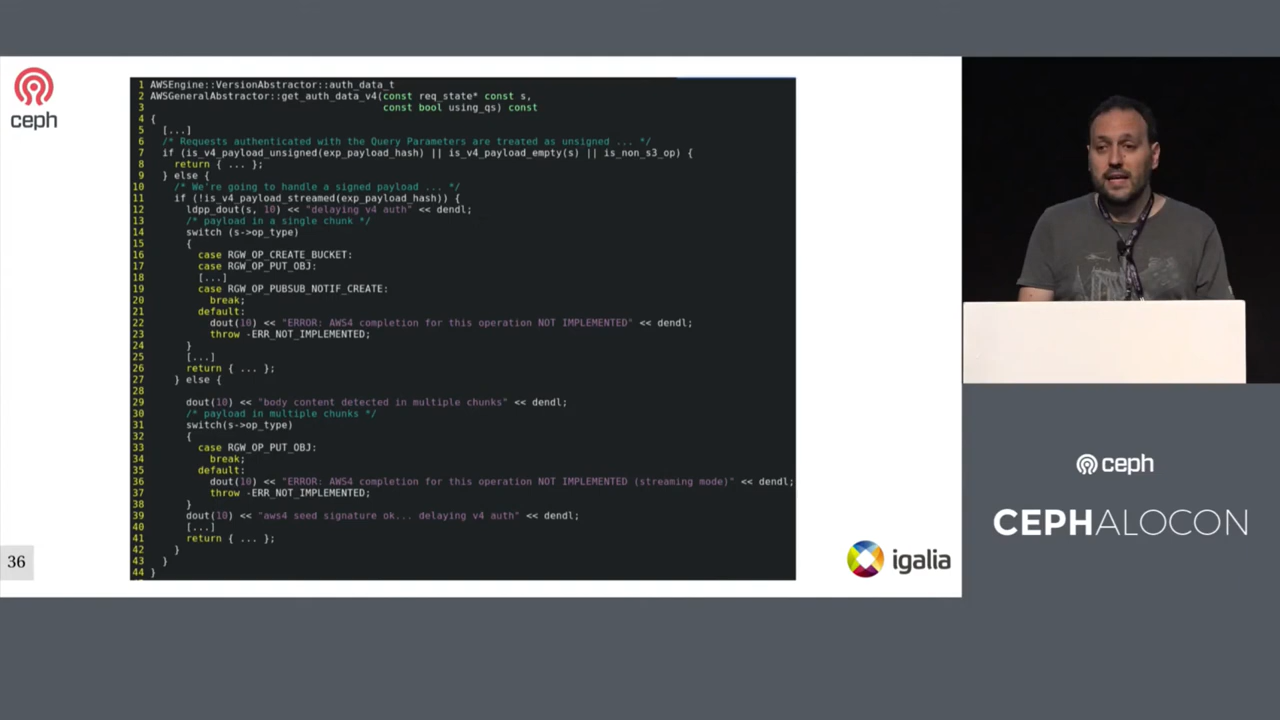 ceph
1 AWSEngine::VersionAbstractor::auth_data_t
2 AWSGeneralAbstractor::get_auth_data_v4(const req_state* const s,
3 const bool using_qs) const
4 {
5 [...]
6 /* Requests authenticated with the Query Parameters are treated as unsigned ... */
7 if (is_v4_payload_unsigned(exp_payload_hash) || is_v4_payload_empty(s) || is_non_s3_op) {
8 return { ... };
9 } else {
10 /* We're going to handle a signed payload ... */
11 if (!is_v4_payload_streamed(exp_payload_hash)) {
12 ldpp_dout(s, 10) << "delaying v4 auth" << dendl;
13 /* payload in a single chunk */
14 switch (s->op_type)
15 {
16 case RGW_OP_CREATE_BUCKET:
17 case RGW_OP_PUT_OBJ:
18 [...]
19 case RGW_OP_PUBSUB_NOTIF_CREATE:
20 break;
21 default:
22 dout(10) << "ERROR: AWS4 completion for this operation NOT IMPLEMENTED" << dendl;
23 throw -ERR_NOT_IMPLEMENTED;
24 }
25 [...]
26 return { ... };
27 } else {
28
29 dout(10) << "body content detected in multiple chunks" << dendl;
30 /* payload in multiple chunks */
31 switch(s->op_type)
32 {
33 case RGW_OP_PUT_OBJ:
34 break;
35 default:
36 dout(10) << "ERROR: AWS4 completion for this operation NOT IMPLEMENTED (streaming mode)" << dendl;
37 throw -ERR_NOT_IMPLEMENTED;
38 }
39 dout(10) << "aws4 seed signature ok... delaying v4 auth" << dendl;
40 [...]
41 return { ... };
42 }
43 }
44 }
36
igalia
ceph
CEPHALOCON